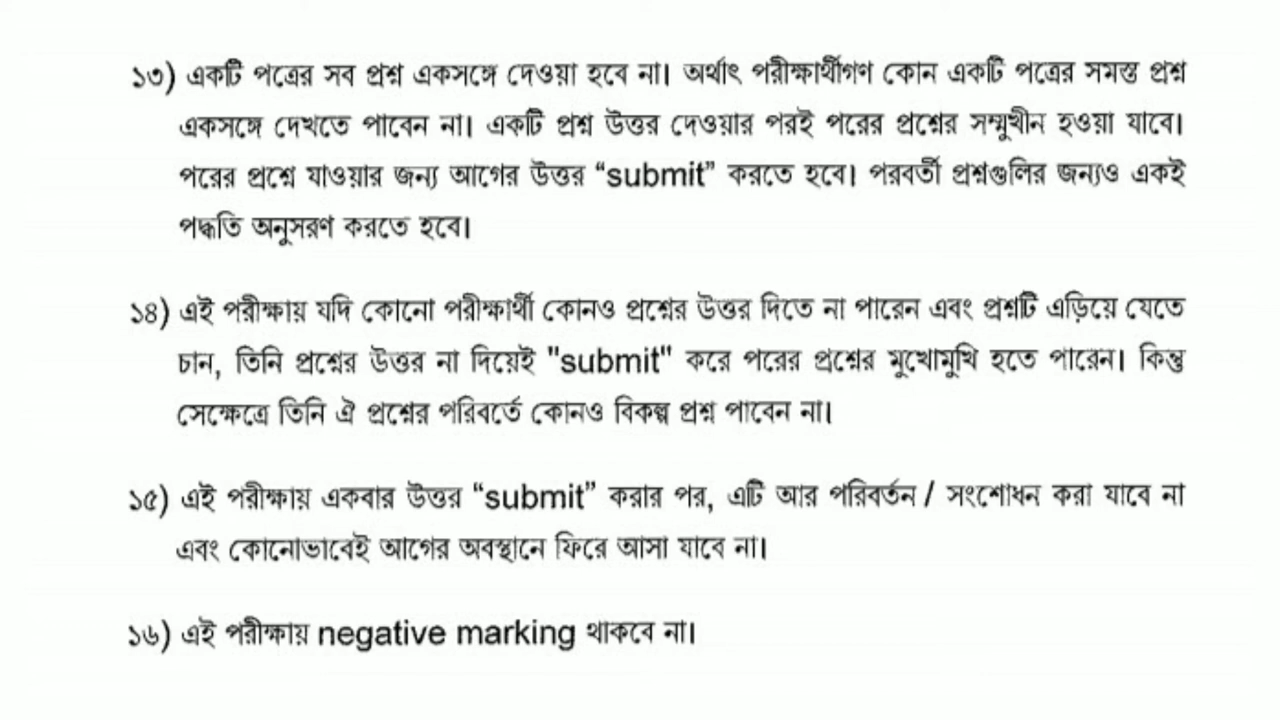 ১৩) একটি পত্রের সব প্রশ্ন একসঙ্গে দেওয়া হবে না। অর্থাৎ পরীক্ষার্থীগণ কোন একটি পত্রের সমস্ত প্রশ্ন
একসঙ্গে দেখতে পাবেন না। একটি প্রশ্ন উত্তর দেওয়ার পরই পরের প্রশ্নের সম্মুখীন হওয়া যাবে।
পরের প্রশ্নে যাওয়ার জন্য আগের উত্তর “submit” করতে হবে। পরবর্তী প্রশ্নগুলির জন্যও একই
পদ্ধতি অনুসরণ করতে হবে।
১৪) এই পরীক্ষায় যদি কোনো পরীক্ষার্থী কোনও প্রশ্নের উত্তর দিতে না পারেন এবং প্রশ্নটি এড়িয়ে যেতে
চান, তিনি প্রশ্নের উত্তর না দিয়েই "submit" করে পরের প্রশ্নের মুখোমুখি হতে পারেন। কিন্তু
সেক্ষেত্রে তিনি ঐ প্রশ্নের পরিবর্তে কোনও বিকল্প প্রশ্ন পাবেন না।
১৫) এই পরীক্ষায় একবার উত্তর “submit” করার পর, এটি আর পরিবর্তন / সংশোধন করা যাবে না
এবং কোনোভাবেই আগের অবস্থানে ফিরে আসা যাবে না।
১৬) এই পরীক্ষায় negative marking থাকবে না।